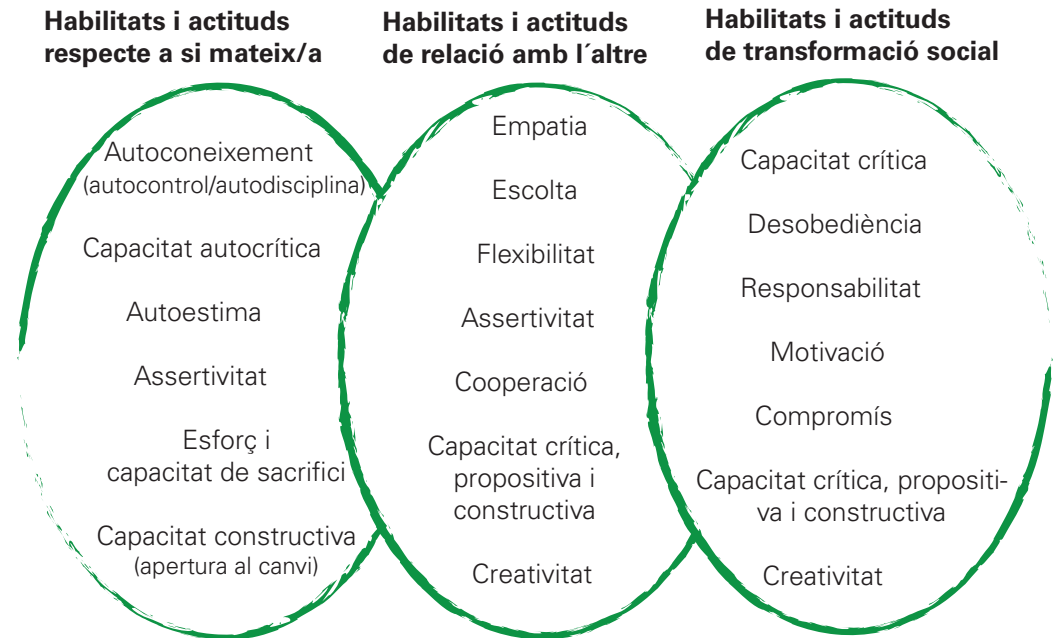 Habilitats i actituds
respecte a si mateix/a
Autoconeixement
(autocontrol/autodisciplina)
Capacitat autocrítica
Autoestima
Assertivitat
Esforç i
capacitat de sacrifici
Capacitat constructiva
(apertura al canvi)
Habilitats i actituds
de relació amb l´altre
Empatia
Escolta
Flexibilitat
Assertivitat
Cooperació
Capacitat crítica,
propositiva i
constructiva
Creativitat
Habilitats i actituds
de transformació social
Capacitat crítica
Desobediència
Responsabilitat
Motivació
Compromís
Capacitat crítica, propositi-
va i constructiva
Creativitat